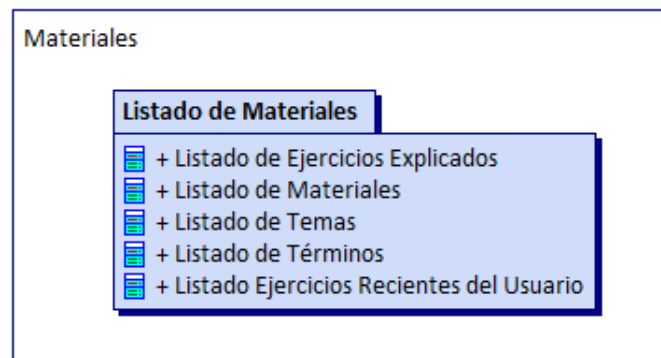 Materiales
Listado de Materiales
+ Listado de Ejercicios Explicados
+ Listado de Materiales
+ Listado de Temas
+ Listado de Términos
+ Listado Ejercicios Recientes del Usuario